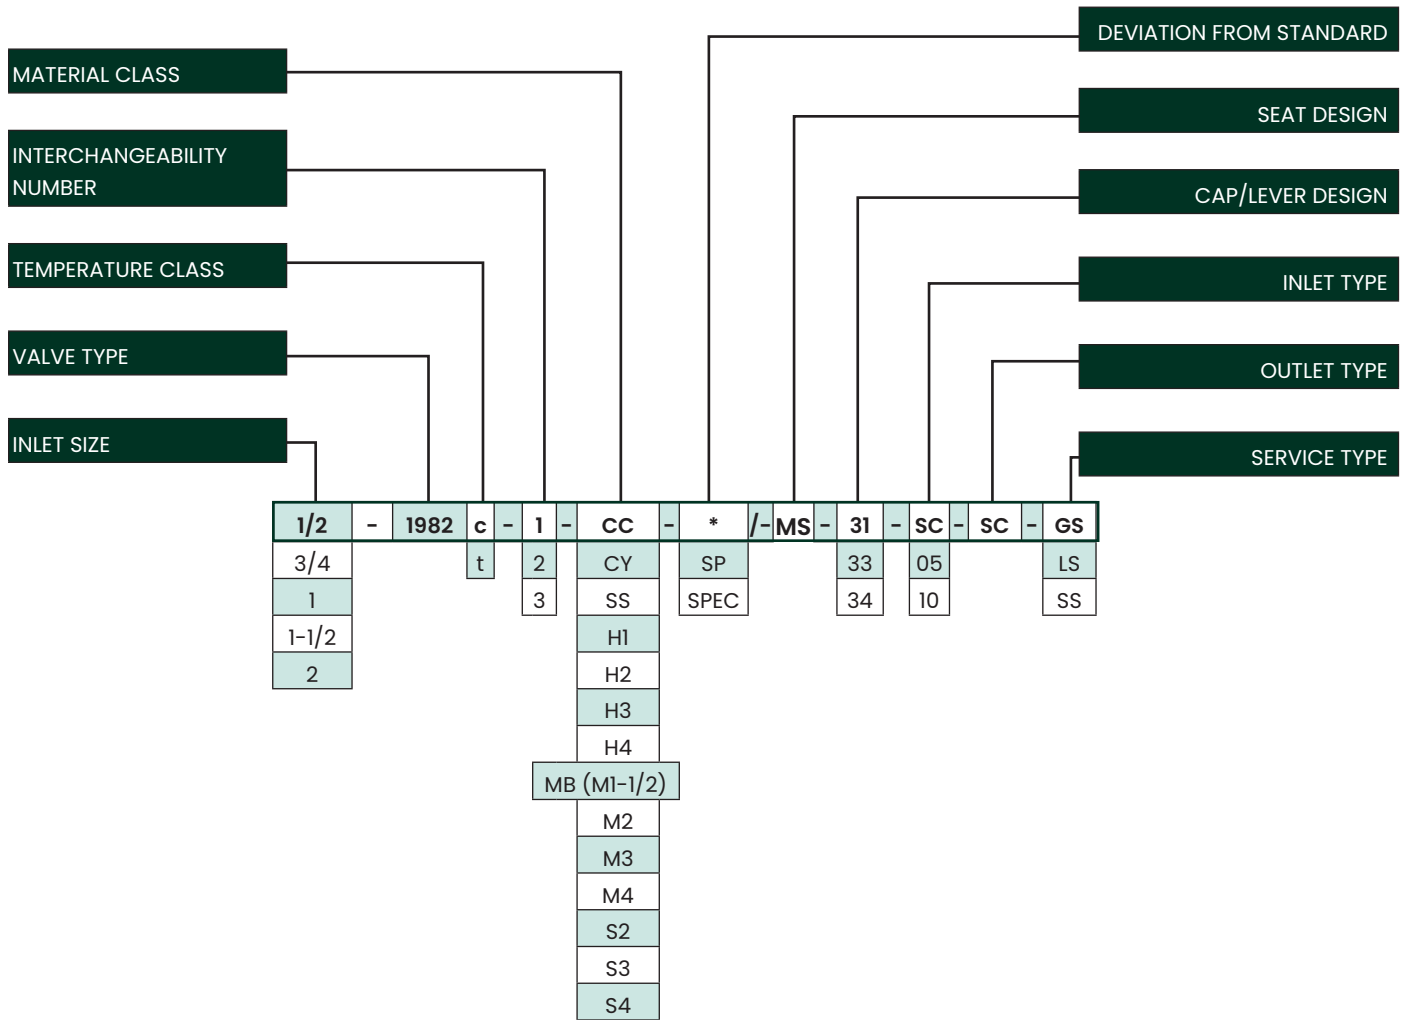 DEVIATION FROM STANDARD
MATERIAL CLASS
SEAT DESIGN
INTERCHANGEABILITY
NUMBER
CAP/LEVER DESIGN
TEMPERATURE CLASS
INLET TYPE
VALVE TYPE
OUTLET TYPE
INLET SIZE
SERVICE TYPE
1/2 - 1982 c - 1 - CC - * /- MS - 31 - SC - SC - GS
3/4 t 2 CY SP 33 05 LS
1 3 SS SPEC 34 10 SS
1-1/2 H1
2 H2
H3
H4
MB (M1-1/2)
M2
M3
M4
S2
S3
S4